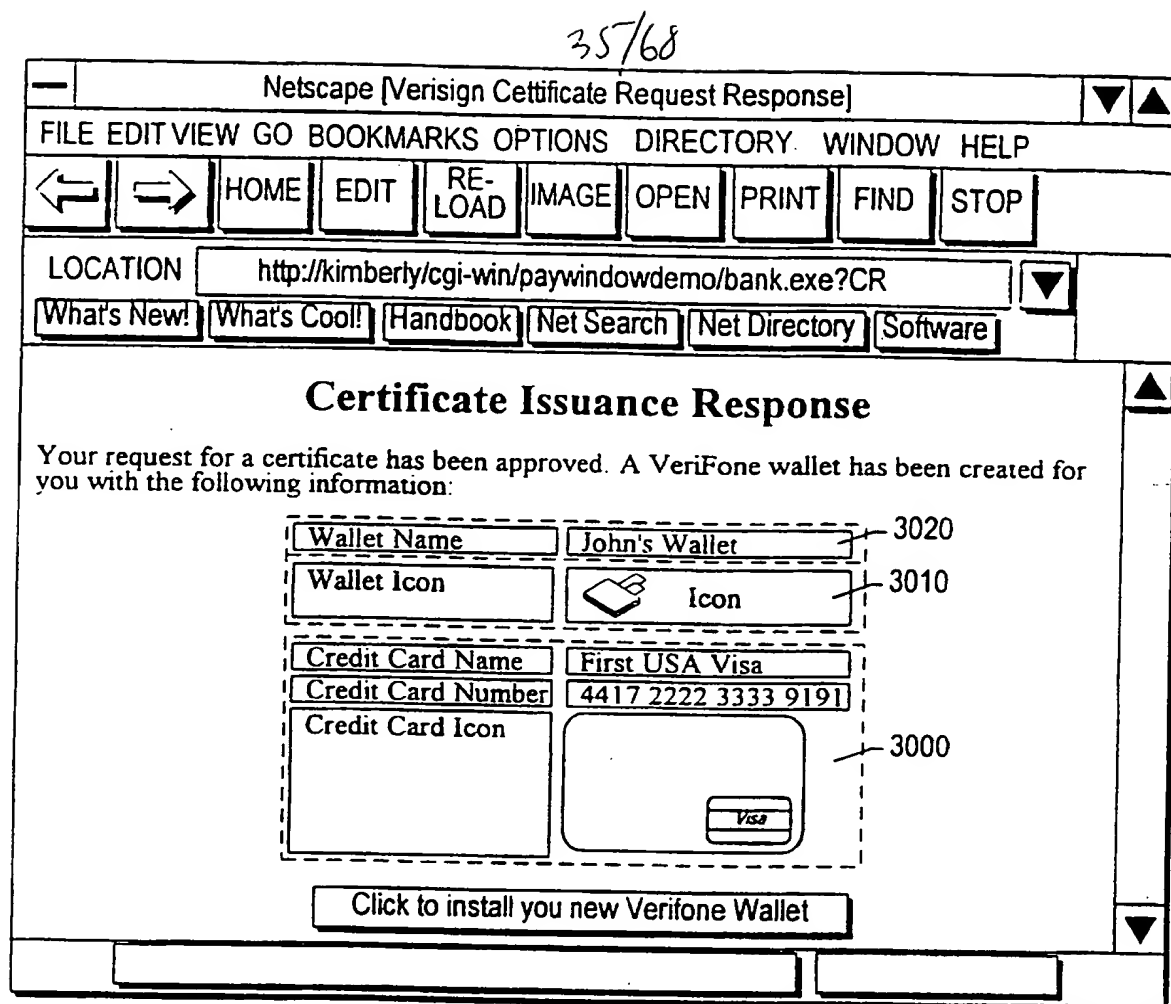 35/68
Netscape [Verisign Cettificate Request Response]
FILE EDIT VIEW GO BOOKMARKS OPTIONS DIRECTORY WINDOW HELP
HOME EDIT RE-LOAD IMAGE OPEN PRINT FIND STOP
LOCATION http://kimberly/cgi-win/paywindowdemo/bank.exe?CR
What's New! What's Cool! Handbook Net Search Net Directory Software
Certificate Issuance Response
Your request for a certificate has been approved. A VeriFone wallet has been created for
you with the following information:
Wallet Name John's Wallet 3020
Wallet Icon Icon 3010
Credit Card Name First USA Visa
Credit Card Number 4417 2222 3333 9191
Credit Card Icon 3000
Visa
Click to install you new Verifone Wallet